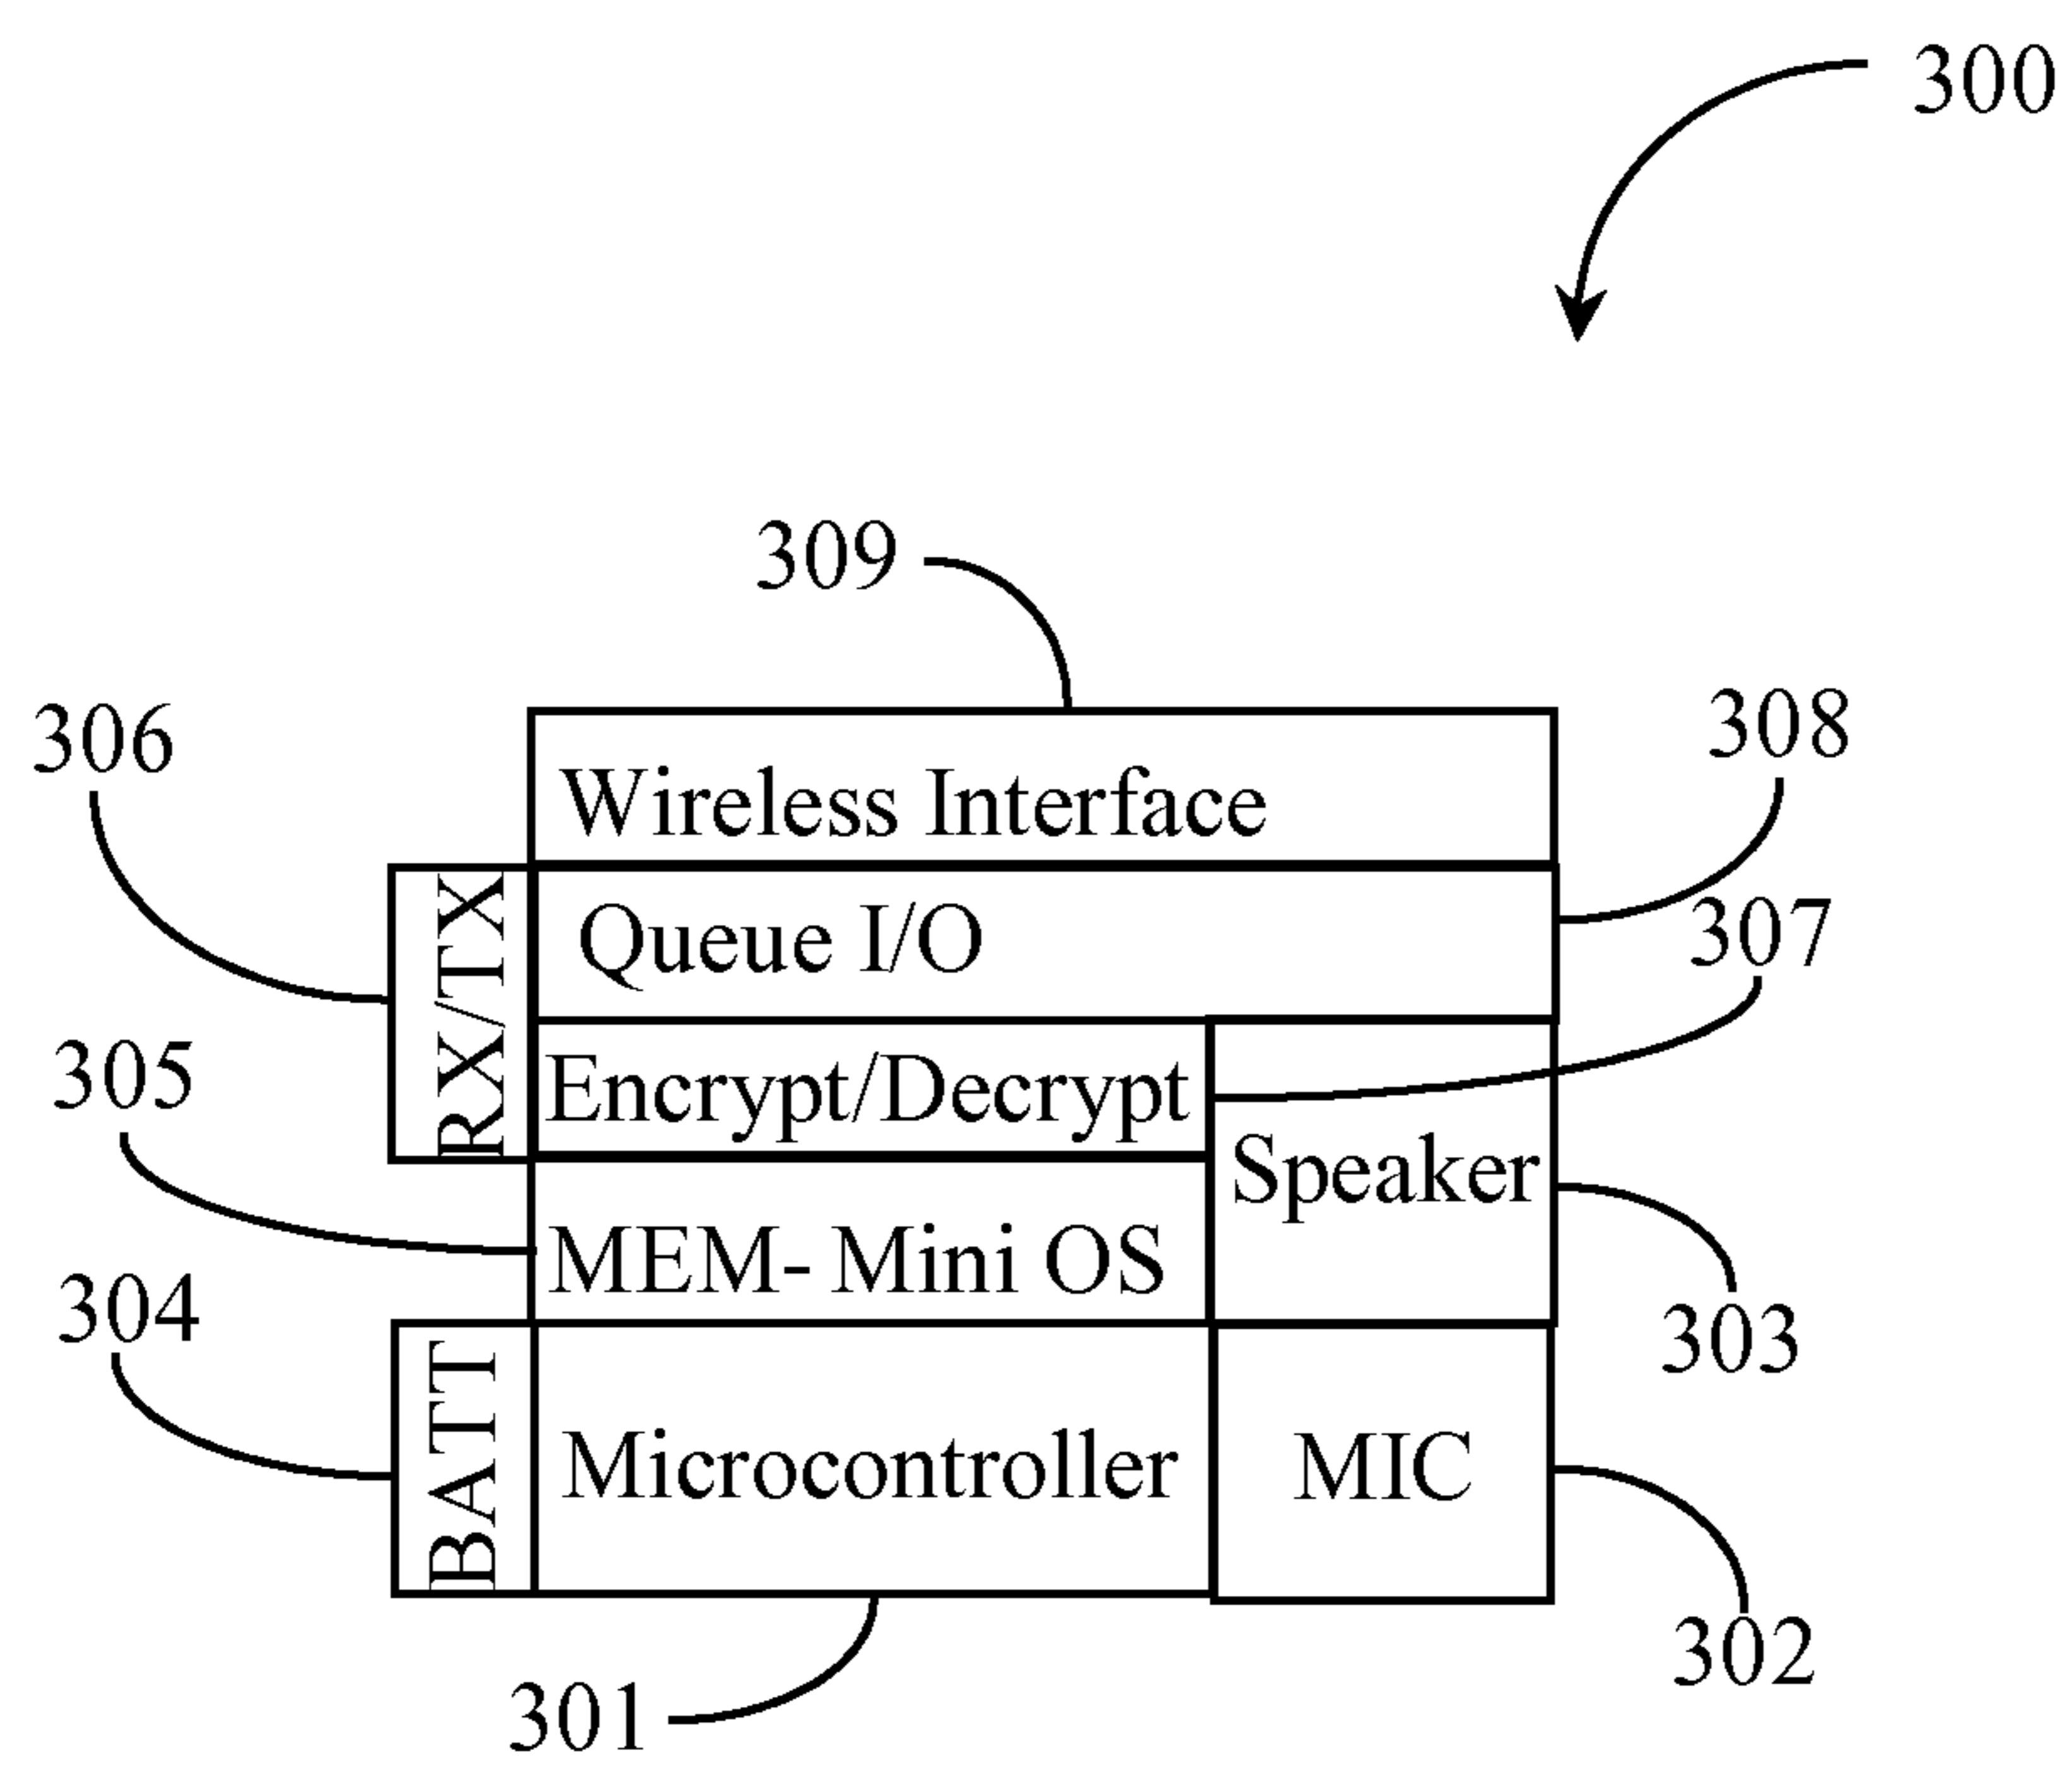 300
309
306
308
Wireless Interface
RX/TX
Queue I/O
307
305
Encrypt/Decrypt
Speaker
MEM- Mini OS
304
303
BATT
Microcontroller
MIC
302
301